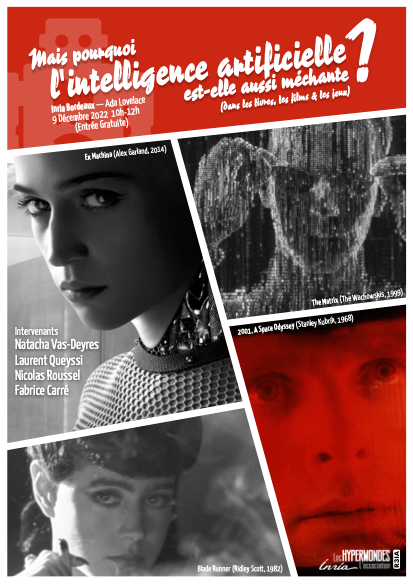 Mais pourquoi
l'intelligence artificielle
est-elle aussi méchante ?
(Dans les livres, les films & les jeux)
Inria Bordeaux — Ada Lovelace
9 Décembre 2022 10h-12h
(Entrée Gratuite)
Ex Machina (Alex Garland, 2014)
The Matrix (Thé Wachowskis, 1999)
2001, A Space Odyssey (Stanley Kubrik, 1968)
Intervenants
Natacha Vas-Deyres
Laurent Queyssi
Nicolas Roussel
Fabrice Carré
Blade Runner (Ridley Scott, 1982)
Les HYPERMONDES
L'association
Inria
#3IA